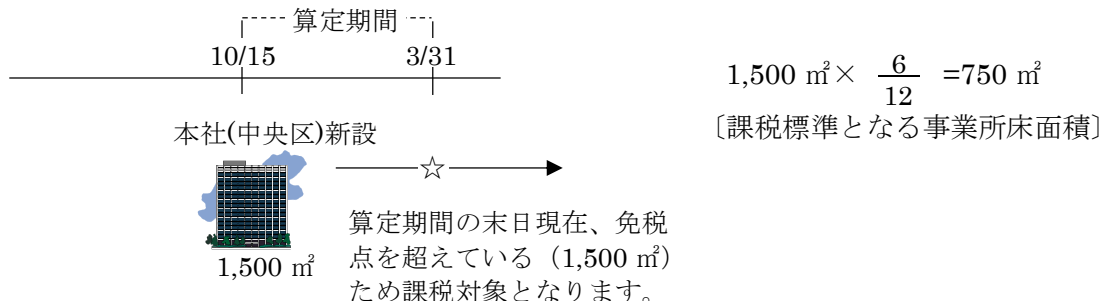 算定期間
10/15
3/31
本社(中央区)新設
☆
1,500 ㎡
算定期間の末日現在、免税
点を超えている（1,500 ㎡）
ため課税対象となります。
1,500 ㎡× 6/12 =750 ㎡
〔課税標準となる事業所床面積〕